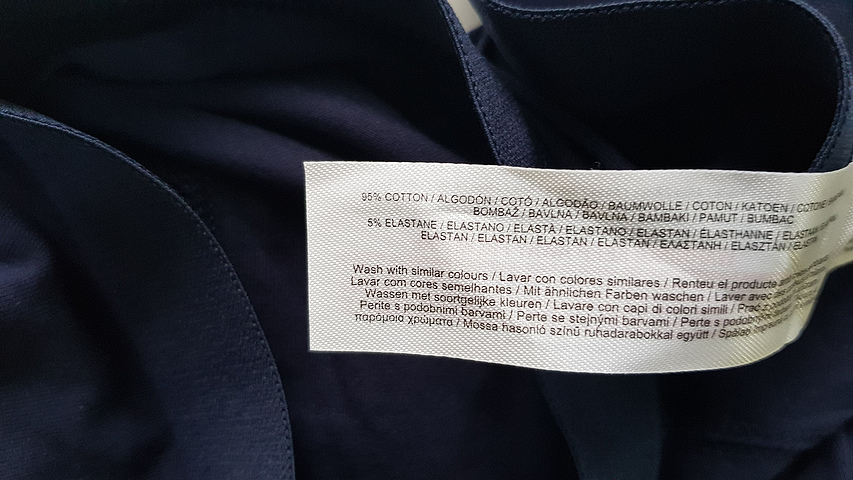 95% COTTON / ALGODÓN / COTÓ / ALGODÃO / BAUMWOLLE / COTON / KATOEN / COTONE
BOMBAŽ / BAVLNA / BAVLNA / BAMBAKI / PAMUT / BUMBAC
5% ELASTANE / ELASTANO / ELASTÀ / ELASTANO / ELASTAN / ÉLASTHANNE / ELASTAAN
ELASTAN / ELASTAN / ELASTAN / ELASTAN / ΕΛΑΣΤΑΝΗ / ELASZTÁN /
Wash with similar colours / Lavar con colores similares / Renteu el producte
Lavar com cores semelhantes / Mit ähnlichen Farben waschen / Laver avec
Wassen met soortgelijke kleuren / Lavare con capi di colori simili /
Perite s podobnimi barvami / Perte se stejnými barvami / Perte s
παρόμοια χρώματα / Mossa hasonló színű ruhadarabokkal együtt / Spălați